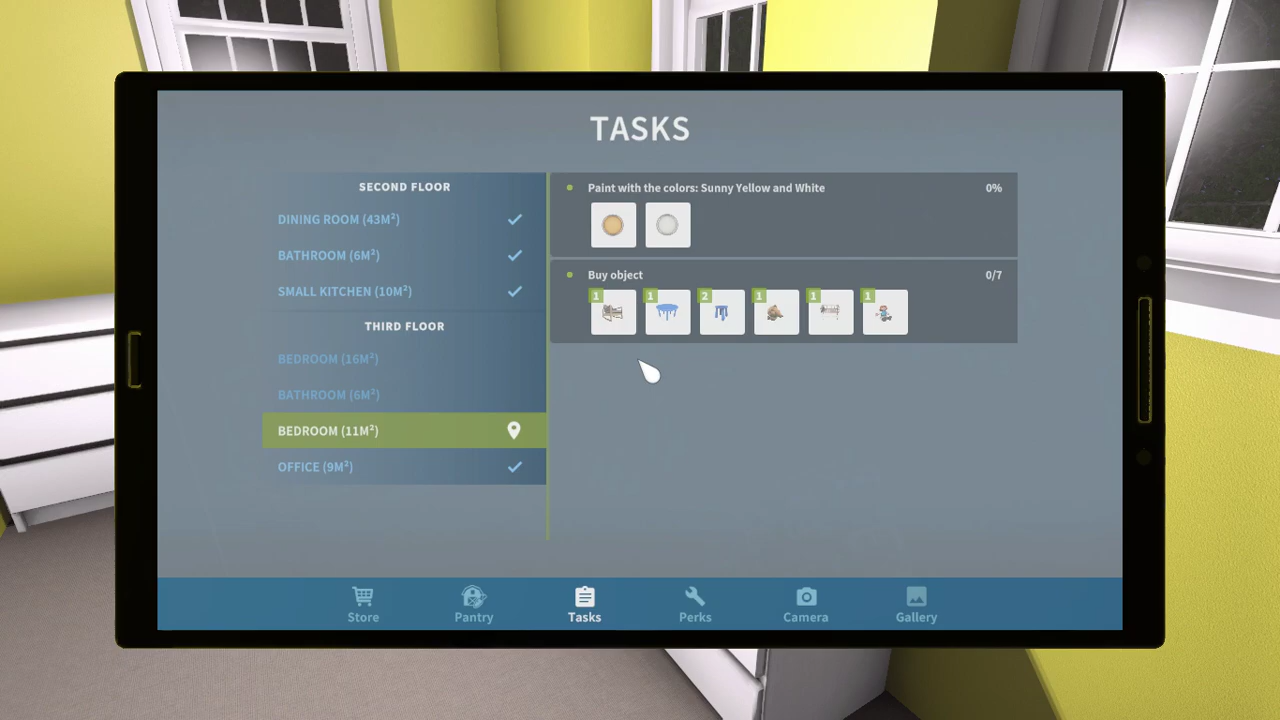 TASKS
SECOND FLOOR
DINING ROOM (43M²)
BATHROOM (6M²)
SMALL KITCHEN (10M²)
THIRD FLOOR
BEDROOM (16M²)
BATHROOM (6M²)
BEDROOM (11M²)
OFFICE (9M²)
Paint with the colors: Sunny Yellow and White 0%
Buy object 0/7
1 1 2 1 1 1
Store Pantry Tasks Perks Camera Gallery